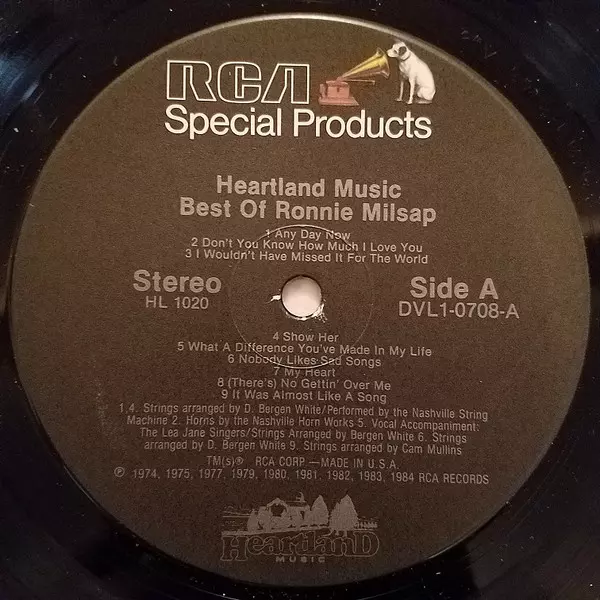 RCA
Special Products
Heartland Music
Best Of Ronnie Milsap
1 Any Day Now
2 Don't You Know How Much I Love You
3 I Wouldn't Have Missed It For The World
Stereo
HL 1020
Side A
DVL1-0708-A
4 Show Her
5 What A Difference You've Made In My Life
6 Nobody Likes Sad Songs
7 My Heart
8 (There's) No Gettin' Over Me
9 It Was Almost Like A Song
1.4. Strings arranged by D. Bergen White/Performed by the Nashville String
Machine 2. Horns by the Nashville Horn Works 5. Vocal Accompaniment:
The Lea Jane Singers/Strings Arranged by Bergen White 6. Strings
arranged by D. Bergen White 9. Strings arranged by Cam Mullins
TM(s)® RCA CORP.—MADE IN U.S.A.
℗ 1974, 1975, 1977, 1979, 1980, 1981, 1982, 1983, 1984 RCA RECORDS
Heartland
MUSIC